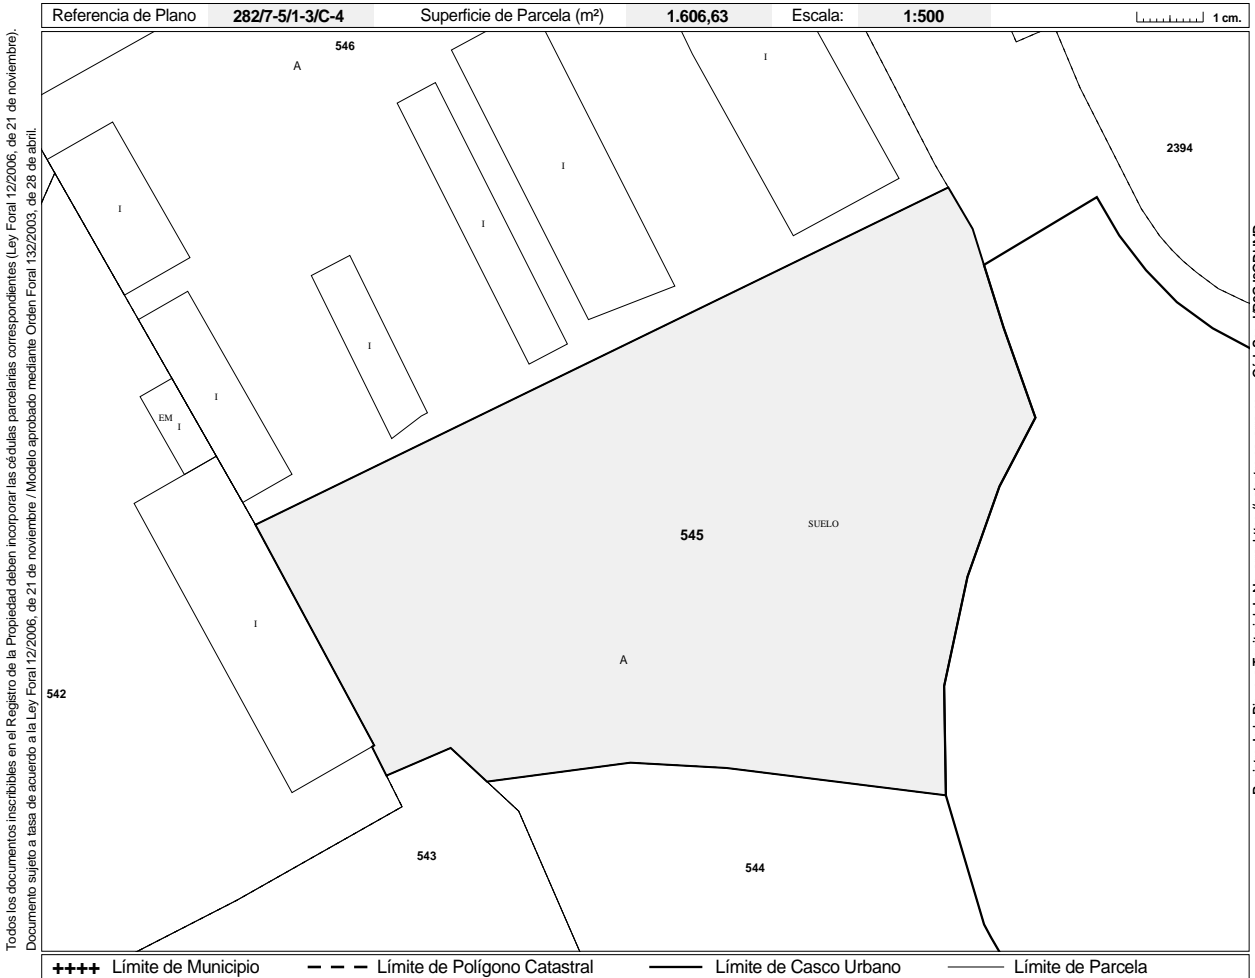 Referencia de Plano 282/7-5/1-3/C-4 Superficie de Parcela (m²) 1.606,63 Escala: 1:500 1 cm.
Todos los documentos inscribibles en el Registro de la Propiedad deben incorporar las cédulas parcelarias correspondientes (Ley Foral 12/2006, de 21 de noviembre).
Documento sujeto a tasa de acuerdo a la Ley Foral 12/2006, de 21 de noviembre / Modelo aprobado mediante Orden Foral 132/2003, de 28 de abril.
546
A
I
2394
I
I
I
I
I
EM
I
SUELO
545
I
A
542
543
544
++++ Límite de Municipio
Límite de Polígono Catastral
Límite de Casco Urbano
Límite de Parcela